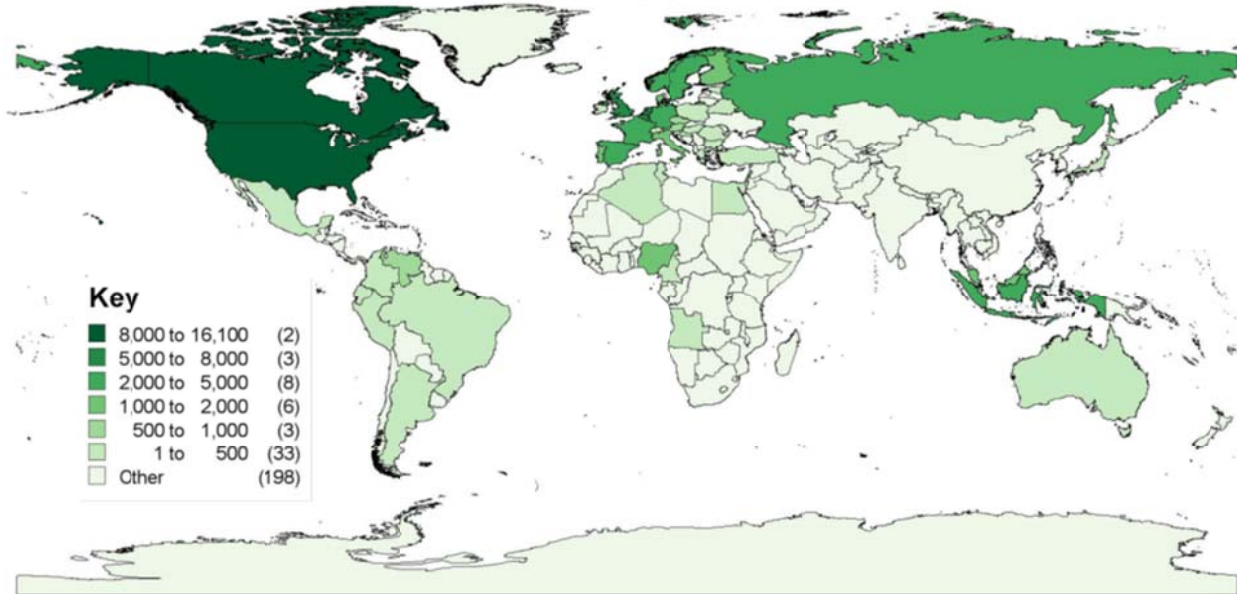 Key
8,000 to 16,100 (2)
5,000 to 8,000 (3)
2,000 to 5,000 (8)
1,000 to 2,000 (6)
500 to 1,000 (3)
1 to 500 (33)
Other (198)